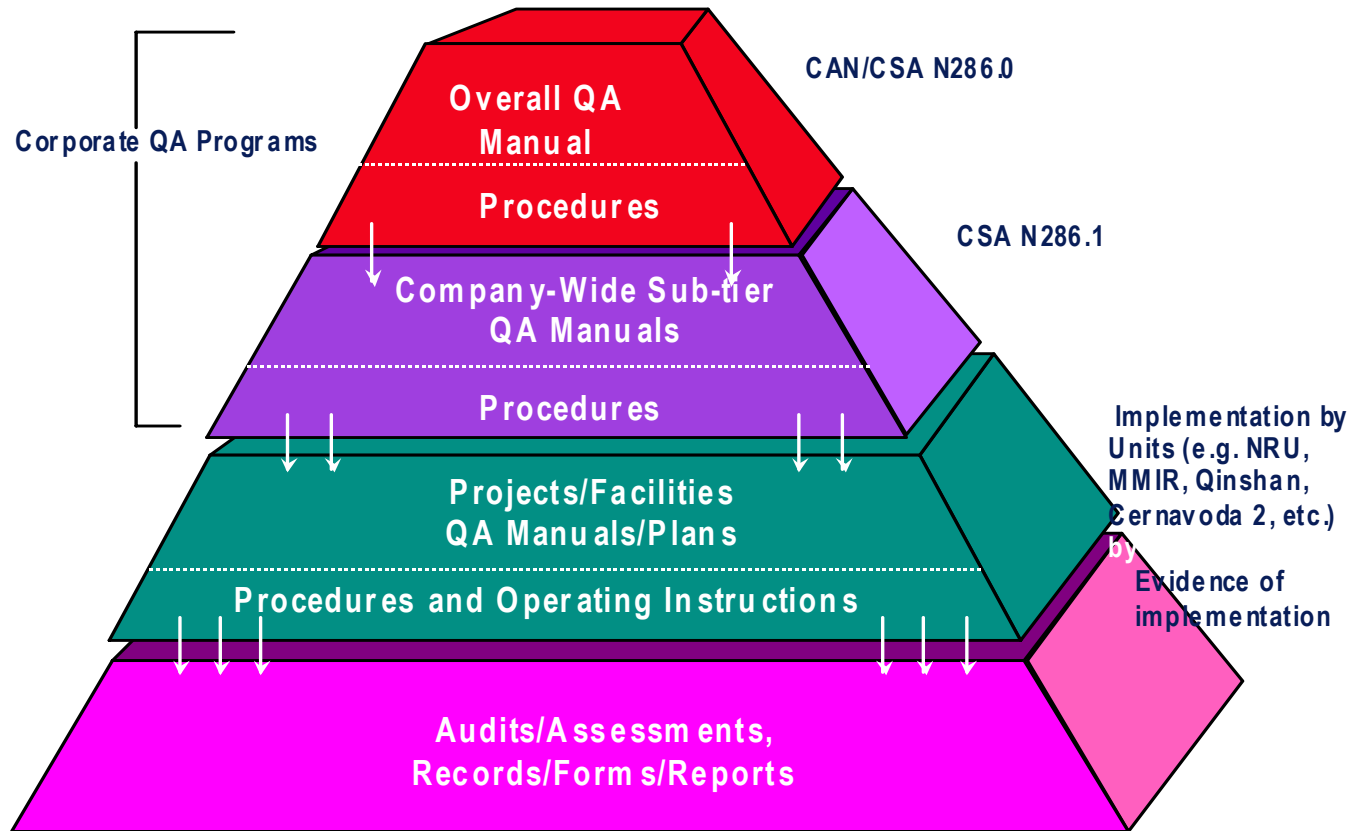 CAN/CSA N286.0
Overall QA
Manual
Corporate QA Programs
Procedures
CSA N286.1
Company-Wide Sub-tier
QA Manuals
Procedures
Implementation by
Units (e.g. NRU,
MMIR, Qinshan,
Cernavoda 2, etc.)
by
Projects/Facilities
QA Manuals/Plans
Procedures and Operating Instructions
Evidence of
implementation
Audits/Assessments,
Records/Forms/Reports